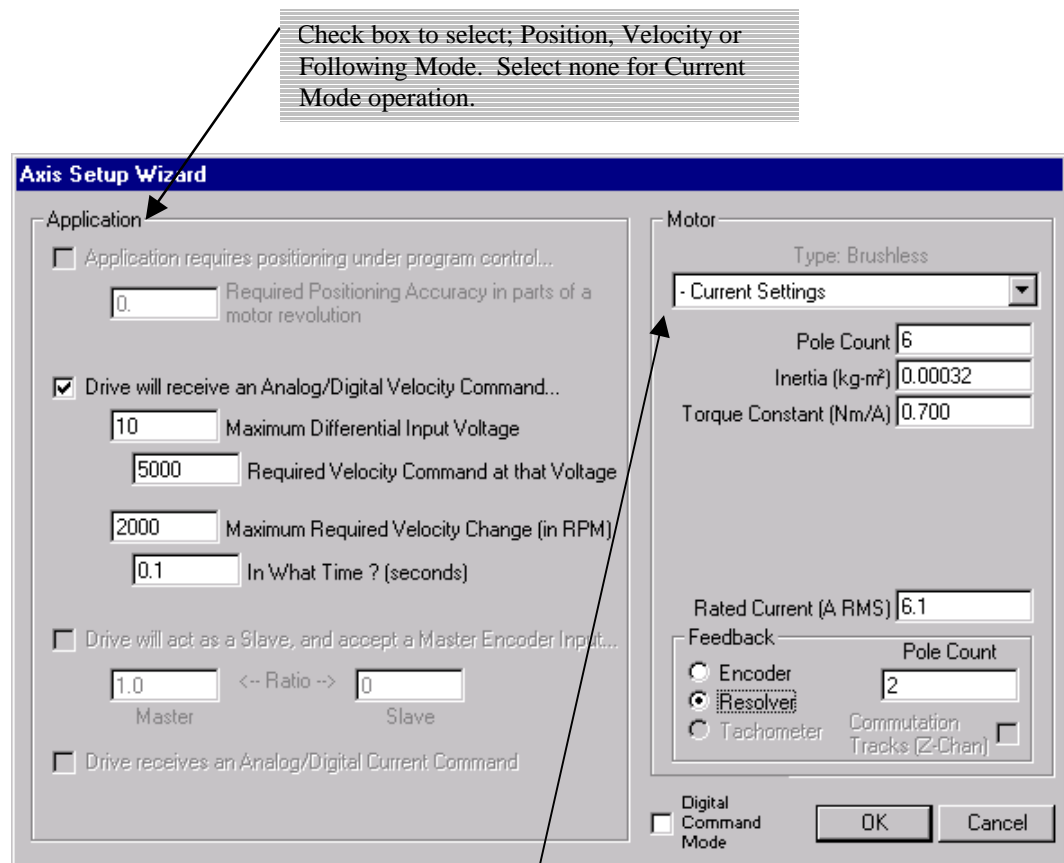 Check box to select; Position, Velocity or
Following Mode.  Select none for Current
Mode operation.
Axis Setup Wizard
Application
Application requires positioning under program control...
0.
Required Positioning Accuracy in parts of a
motor revolution
Drive will receive an Analog/Digital Velocity Command...
10 Maximum Differential Input Voltage
5000 Required Velocity Command at that Voltage
2000 Maximum Required Velocity Change (in RPM)
0.1 In What Time ? (seconds)
Drive will act as a Slave, and accept a Master Encoder Input...
1.0 <-- Ratio --> 0
Master Slave
Drive receives an Analog/Digital Current Command
Motor
Type: Brushless
- Current Settings
Pole Count 6
Inertia (kg-m²) 0.00032
Torque Constant (Nm/A) 0.700
Rated Current (A RMS) 6.1
Feedback
Encoder
Resolver
Tachometer
Pole Count
2
Commutation
Tracks (Z-Chan)
Digital
Command
Mode
OK Cancel